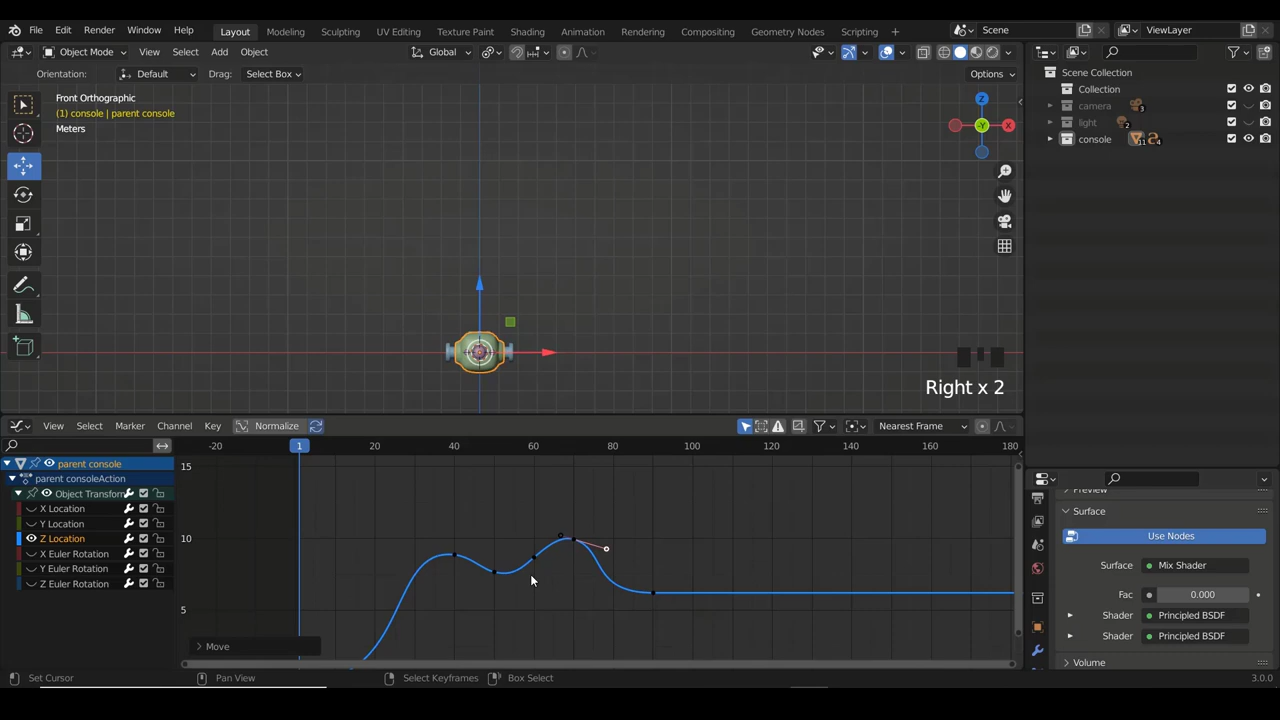 File Edit Render Window Help Layout Modeling Sculpting UV Editing Texture Paint Shading Animation Rendering Compositing Geometry Nodes Scripting + Scene ViewLayer
Object Mode View Select Add Object Global
Orientation: Default Drag: Select Box Options
Front Orthographic
(1) console | parent console
Meters
Z
Y
X
Scene Collection
Collection
camera 3
light 2
console 11 4
Right x 2
View Select Marker Channel Key Normalize Nearest Frame
-20 1 20 40 60 80 100 120 140 160 180
parent console
parent consoleAction
Object Transform
X Location
Y Location
Z Location
X Euler Rotation
Y Euler Rotation
Z Euler Rotation
15
10
5
Move
Preview
Surface
Use Nodes
Surface Mix Shader
Fac 0.000
Shader Principled BSDF
Shader Principled BSDF
Volume
Set Cursor Pan View Select Keyframes Box Select 3.0.0